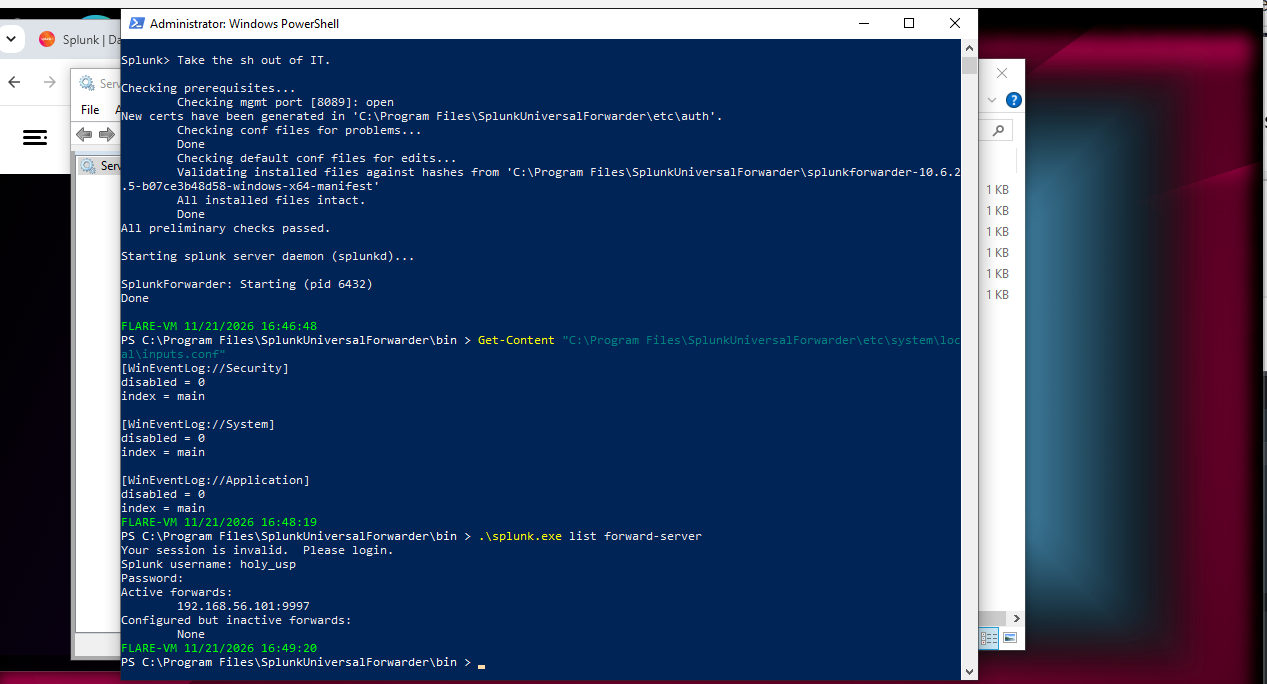 Administrator: Windows PowerShell
Splunk | Da
Serv
File
Serv
Splunk> Take the sh out of IT.
Checking prerequisites...
Checking mgmt port [8089]: open
New certs have been generated in 'C:\Program Files\SplunkUniversalForwarder\etc\auth'.
Checking conf files for problems...
Done
Checking default conf files for edits...
Validating installed files against hashes from 'C:\Program Files\SplunkUniversalForwarder\splunkforwarder-10.6.2
.5-b07ce3b48d58-windows-x64-manifest'
All installed files intact.
Done
All preliminary checks passed.
Starting splunk server daemon (splunkd)...
SplunkForwarder: Starting (pid 6432)
Done
FLARE-VM 11/21/2026 16:46:48
PS C:\Program Files\SplunkUniversalForwarder\bin > Get-Content "C:\Program Files\SplunkUniversalForwarder\etc\system\loc
al\inputs.conf"
[WinEventLog://Security]
disabled = 0
index = main
[WinEventLog://System]
disabled = 0
index = main
[WinEventLog://Application]
disabled = 0
index = main
FLARE-VM 11/21/2026 16:48:19
PS C:\Program Files\SplunkUniversalForwarder\bin > .\splunk.exe list forward-server
Your session is invalid.  Please login.
Splunk username: holy_usp
Password:
Active forwards:
192.168.56.101:9997
Configured but inactive forwards:
None
FLARE-VM 11/21/2026 16:49:20
PS C:\Program Files\SplunkUniversalForwarder\bin >
1 KB
1 KB
1 KB
1 KB
1 KB
1 KB